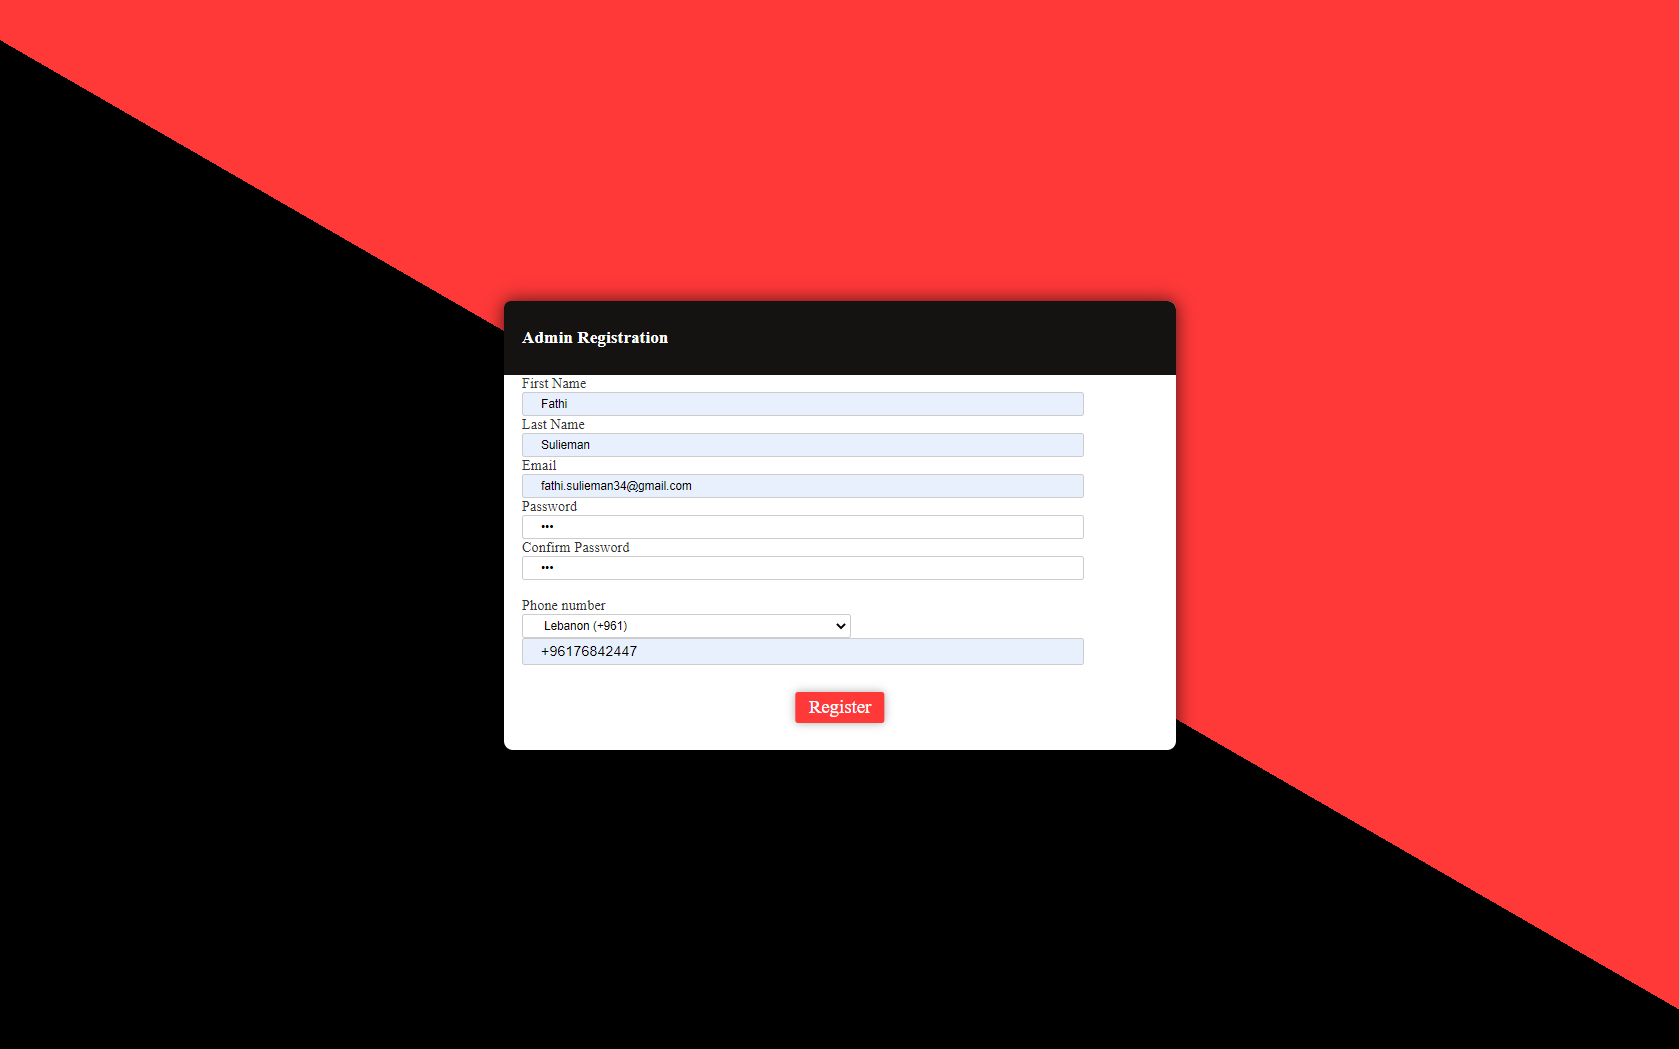 Admin Registration
First Name
Fathi
Last Name
Sulieman
Email
fathi.sulieman34@gmail.com
Password
•••
Confirm Password
•••
Phone number
Lebanon (+961)
+96176842447
Register